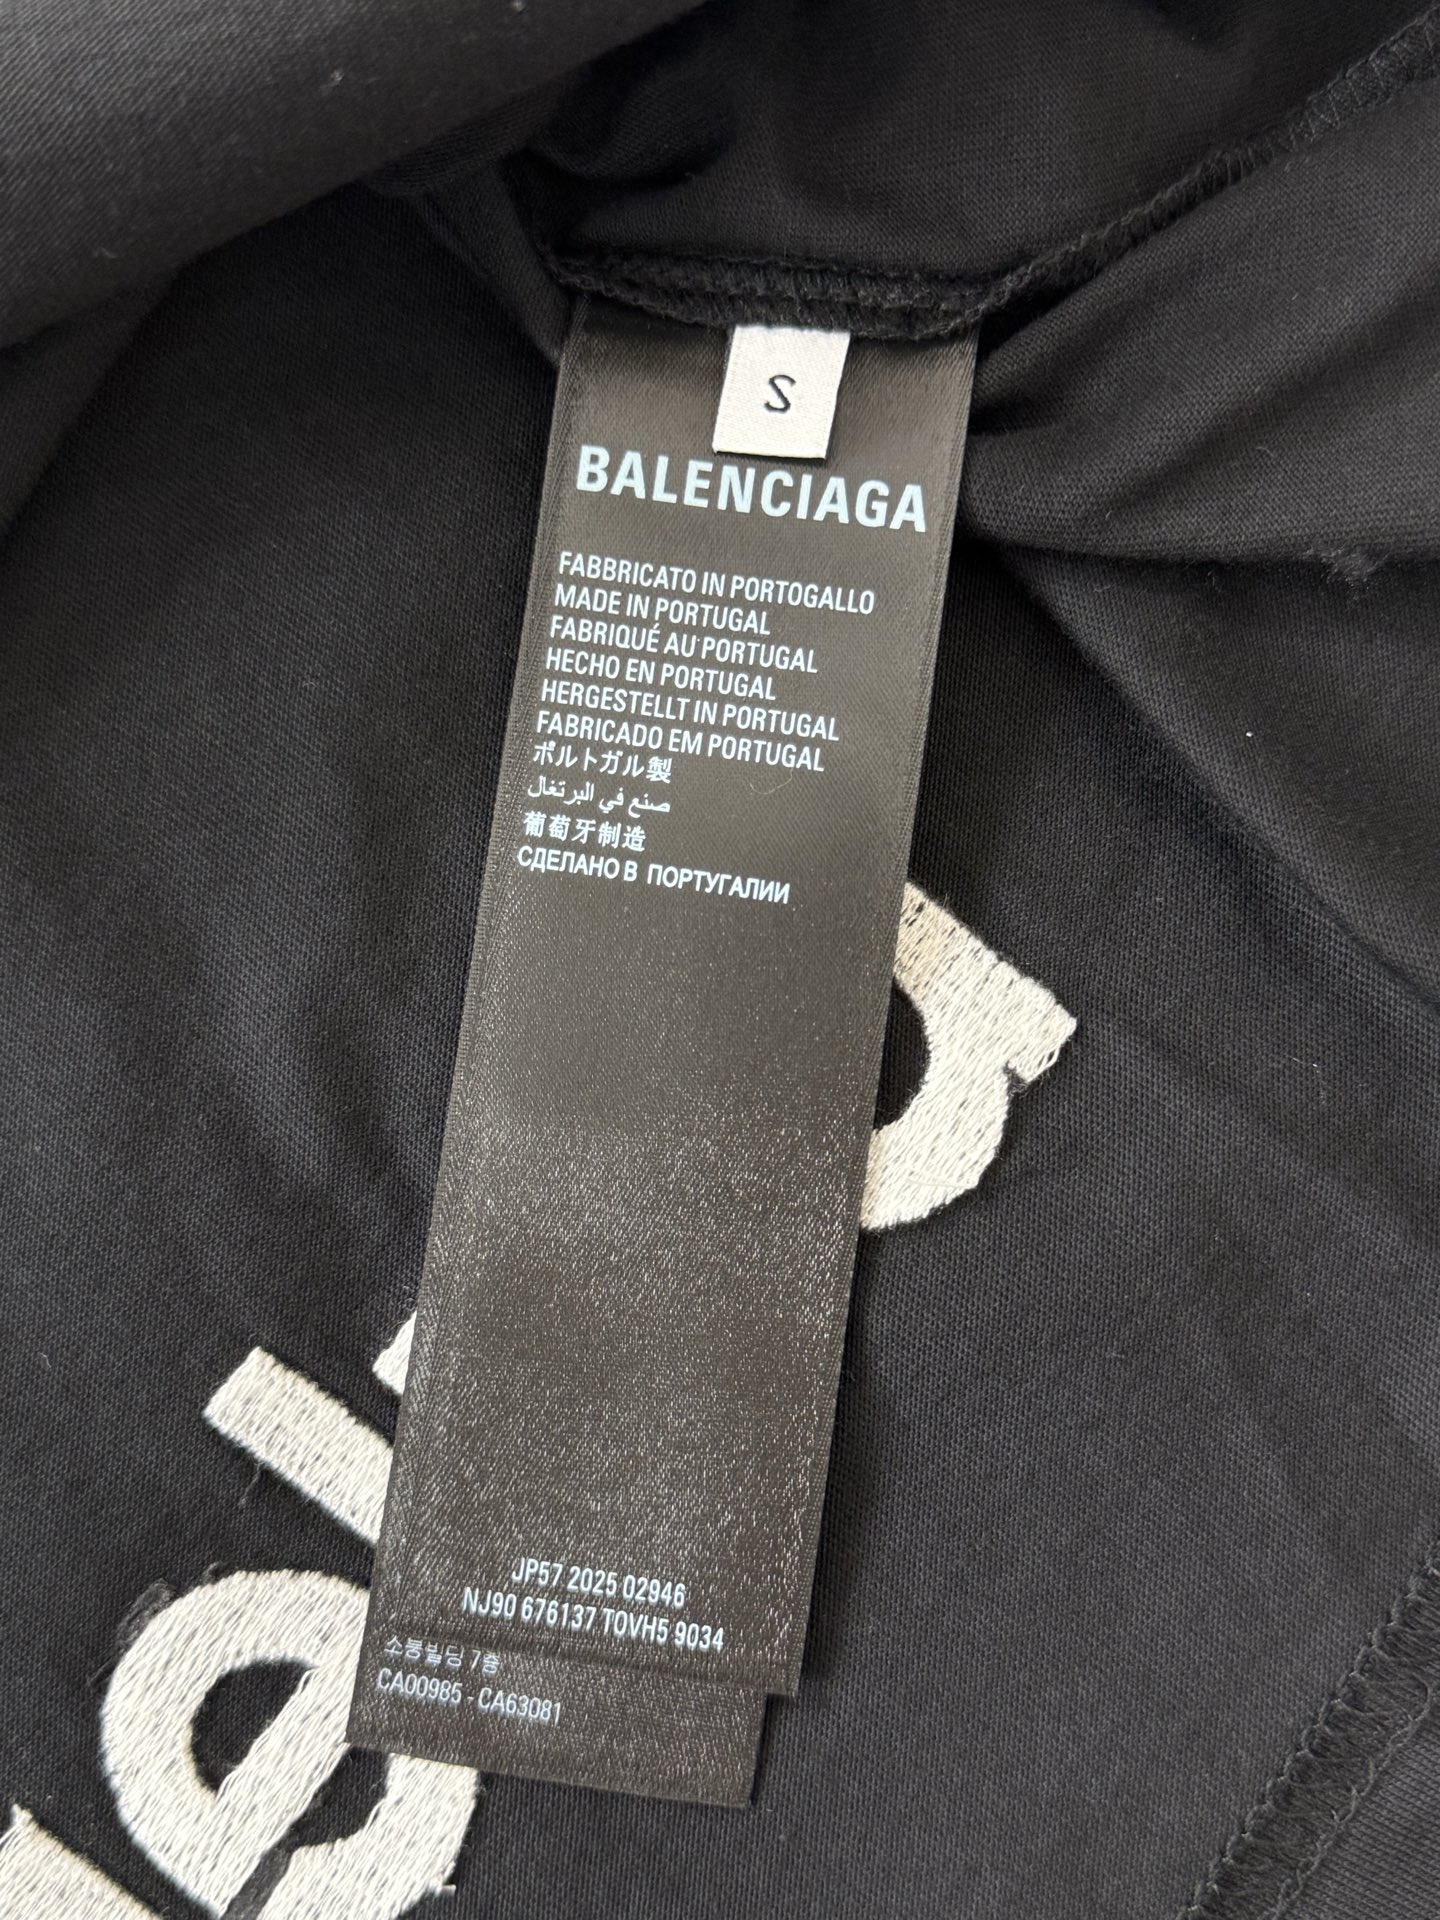 S
BALENCIAGA
FABBRICATO IN PORTOGALLO
MADE IN PORTUGAL
FABRIQUÉ AU PORTUGAL
HECHO EN PORTUGAL
HERGESTELLT IN PORTUGAL
FABRICADO EM PORTUGAL
ポルトガル製
صنع في البرتغال
葡萄牙制造
СДЕЛАНО В ПОРТУГАЛИИ
JP57 2025 02946
NJ90 676137 TOVH5 9034
빌딩 7층
CA00985 - CA63081